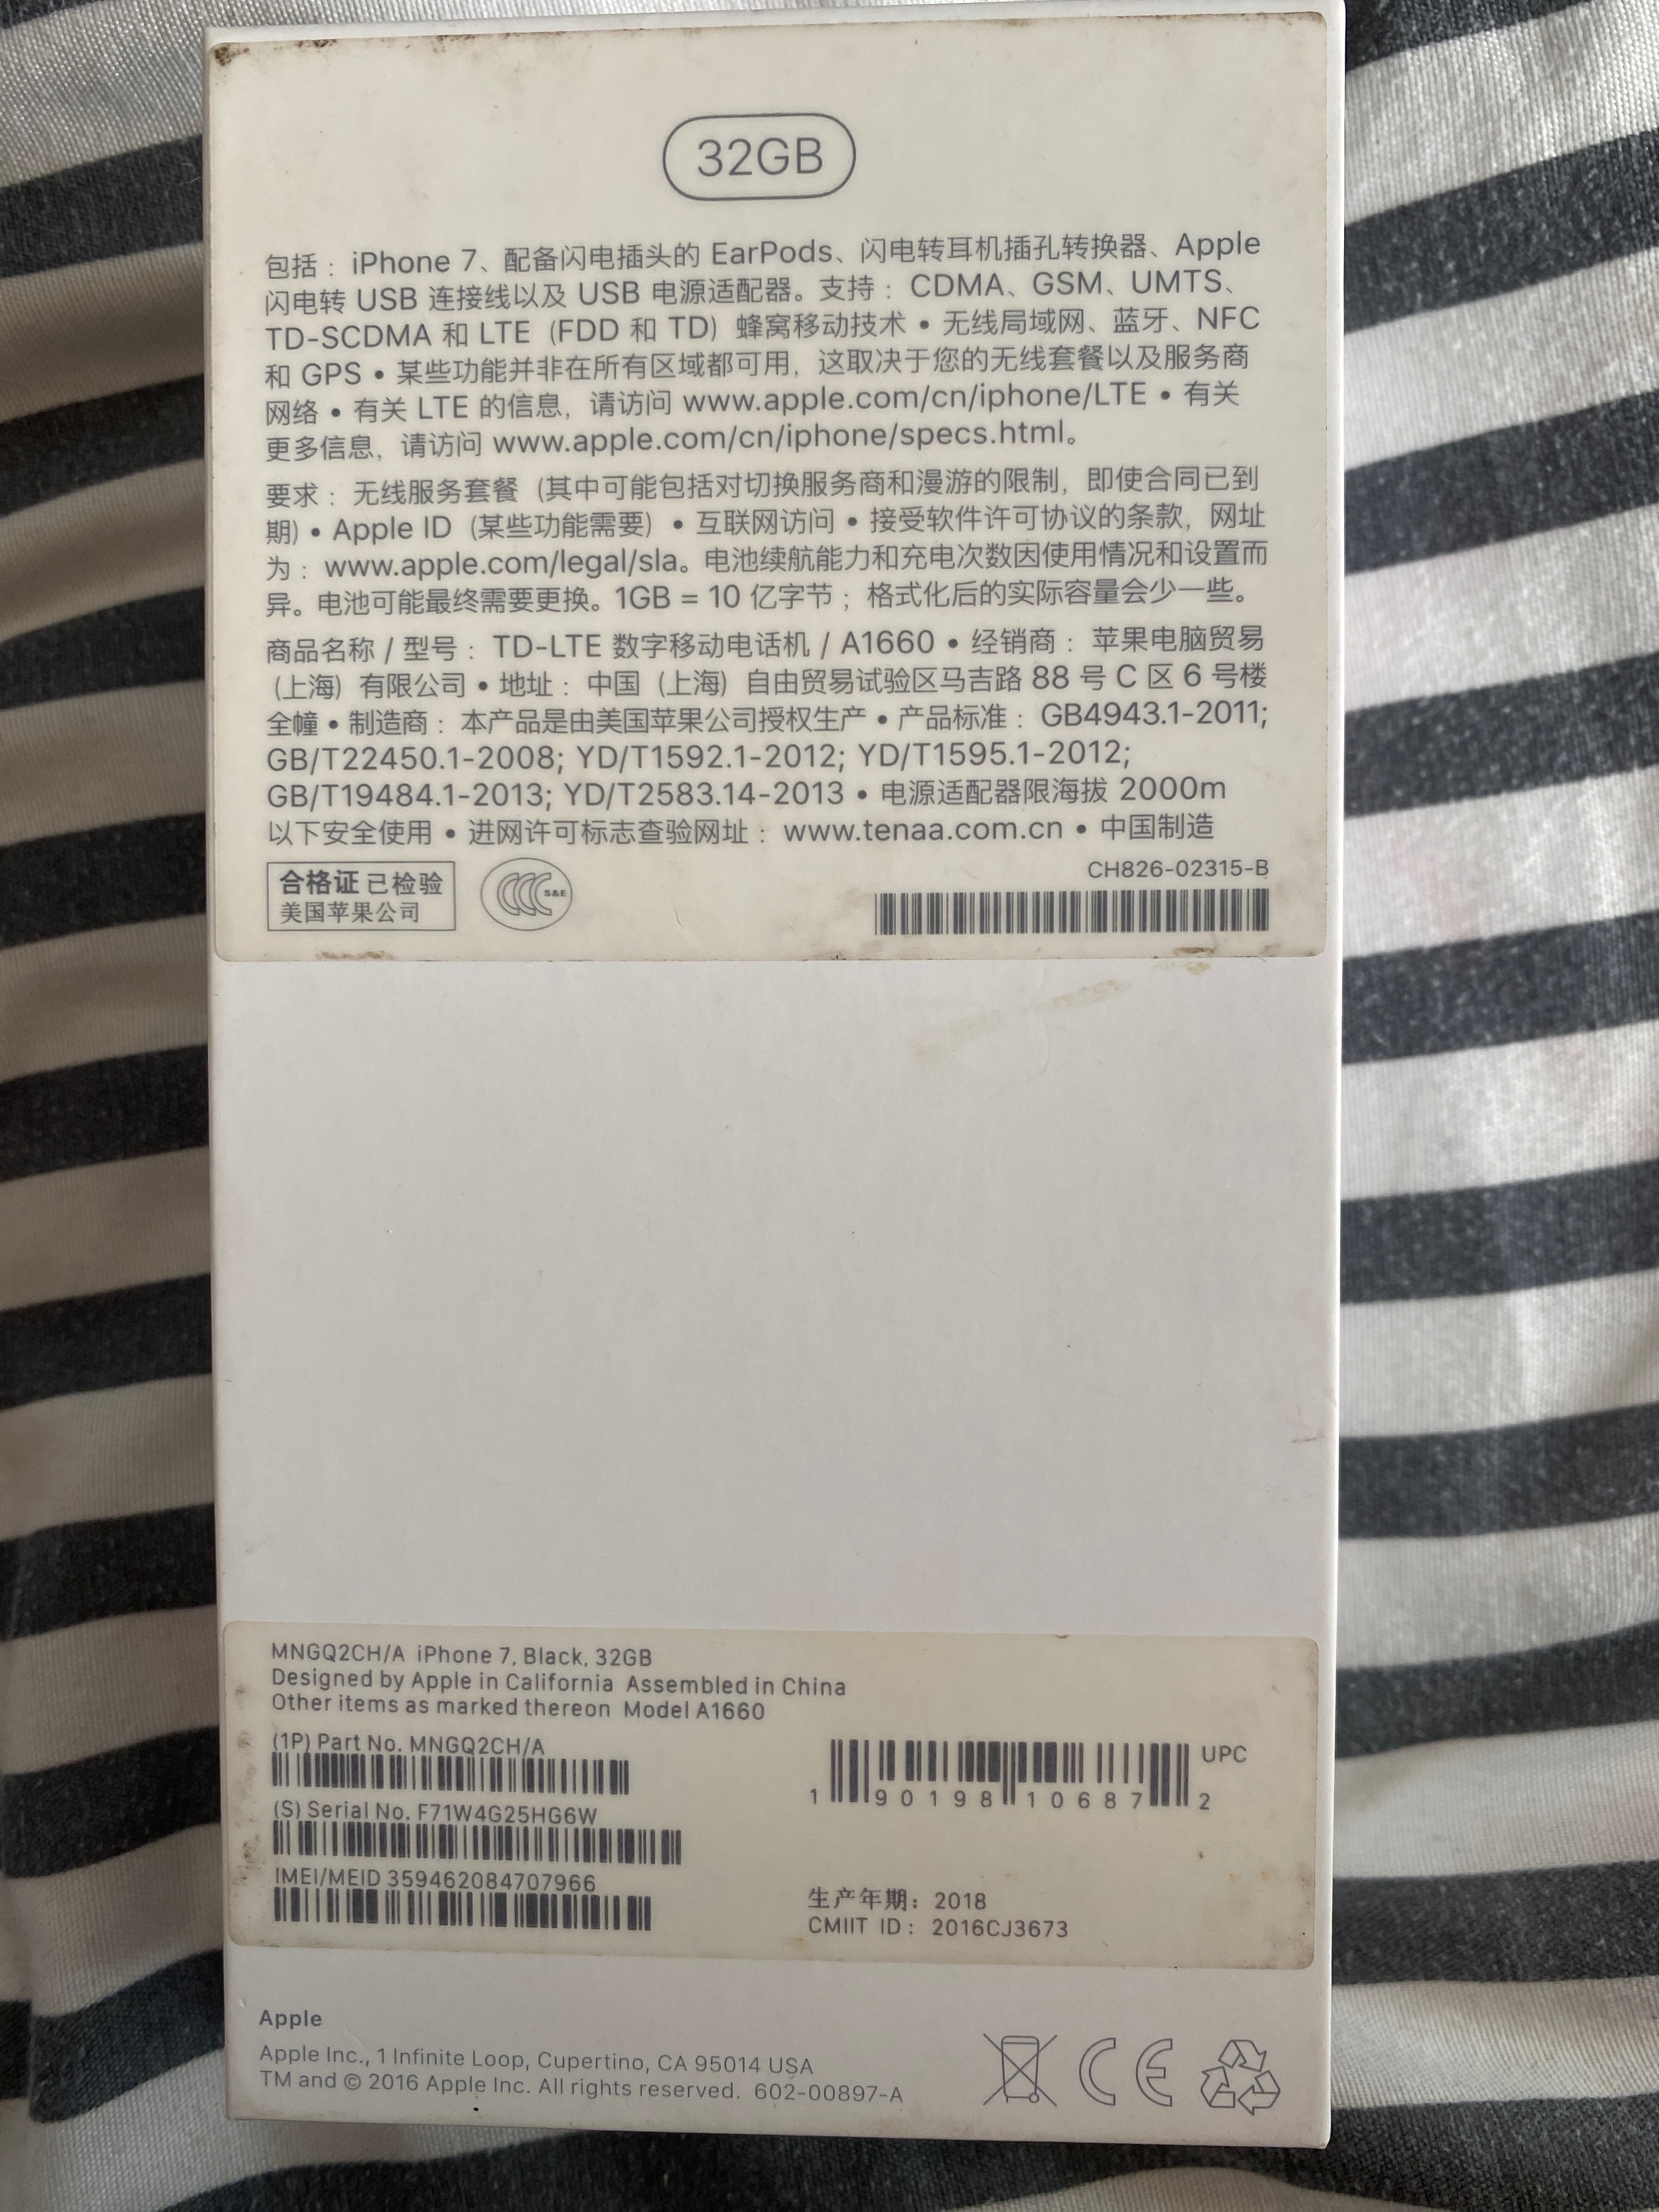 32GB
包括：iPhone 7、配备闪电插头的 EarPods、闪电转耳机插孔转换器、Apple
闪电转 USB 连接线以及 USB 电源适配器。支持：CDMA、GSM、UMTS、
TD-SCDMA 和 LTE（FDD 和 TD）蜂窝移动技术 • 无线局域网、蓝牙、NFC
和 GPS • 某些功能并非在所有区域都可用，这取决于您的无线套餐以及服务商
网络 • 有关 LTE 的信息，请访问 www.apple.com/cn/iphone/LTE • 有关
更多信息，请访问 www.apple.com/cn/iphone/specs.html。
要求：无线服务套餐（其中可能包括对切换服务商和漫游的限制，即使合同已到
期）• Apple ID（某些功能需要）• 互联网访问 • 接受软件许可协议的条款，网址
为：www.apple.com/legal/sla。电池续航能力和充电次数因使用情况和设置而
异。电池可能最终需要更换。1GB = 10 亿字节；格式化后的实际容量会少一些。
商品名称 / 型号：TD-LTE 数字移动电话机 / A1660 • 经销商：苹果电脑贸易
（上海）有限公司 • 地址：中国（上海）自由贸易试验区马吉路 88 号 C 区 6 号楼
全幢 • 制造商：本产品是由美国苹果公司授权生产 • 产品标准：GB4943.1-2011;
GB/T22450.1-2008; YD/T1592.1-2012; YD/T1595.1-2012;
GB/T19484.1-2013; YD/T2583.14-2013 • 电源适配器限海拔 2000m
以下安全使用 • 进网许可标志查验网址：www.tenaa.com.cn • 中国制造
合格证 已检验
美国苹果公司
CCC S&E
CH826-02315-B
MNGQ2CH/A iPhone 7, Black, 32GB
Designed by Apple in California Assembled in China
Other items as marked thereon Model A1660
(1P) Part No. MNGQ2CH/A
(S) Serial No. F71W4G25HG6W
IMEI/MEID 359462084707966
UPC
1 90198 10687 2
生产年期：2018
CMIIT ID：2016CJ3673
Apple
Apple Inc., 1 Infinite Loop, Cupertino, CA 95014 USA
TM and © 2016 Apple Inc. All rights reserved. 602-00897-A
CE